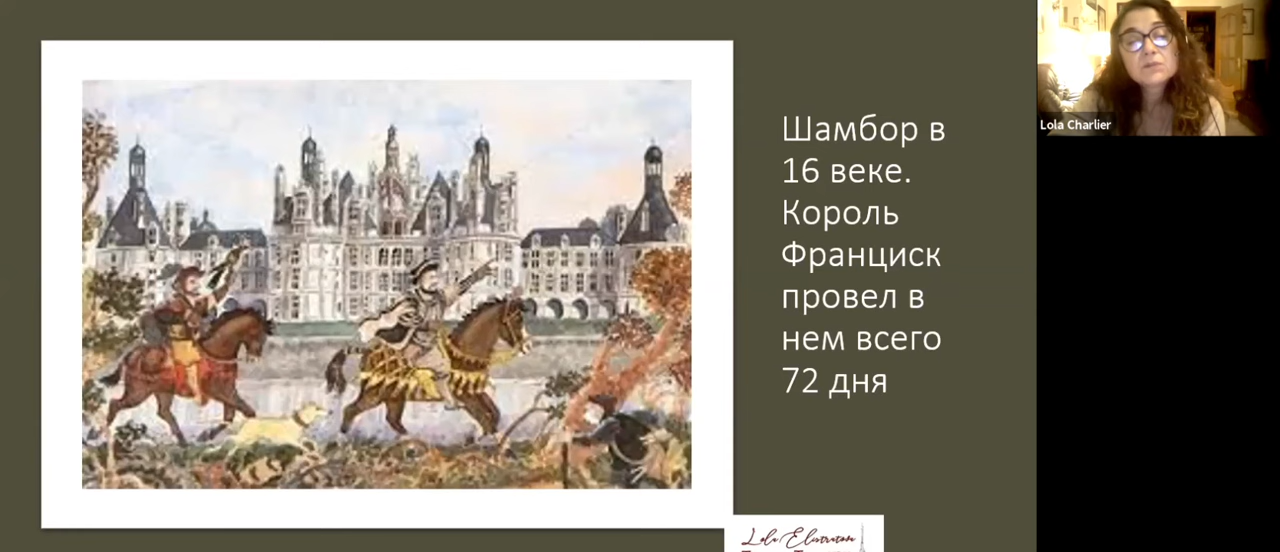 Шамбор в
16 веке.
Король
Франциск
провел в
нем всего
72 дня
Lola Charlier